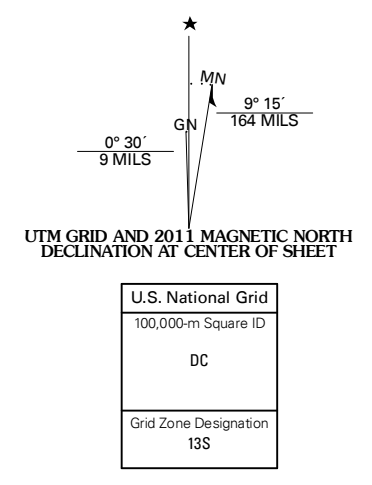 MN
9° 15´
164 MILS
GN
0° 30´
9 MILS
UTM GRID AND 2011 MAGNETIC NORTH
DECLINATION AT CENTER OF SHEET
U.S. National Grid
100,000-m Square ID
DC
Grid Zone Designation
13S